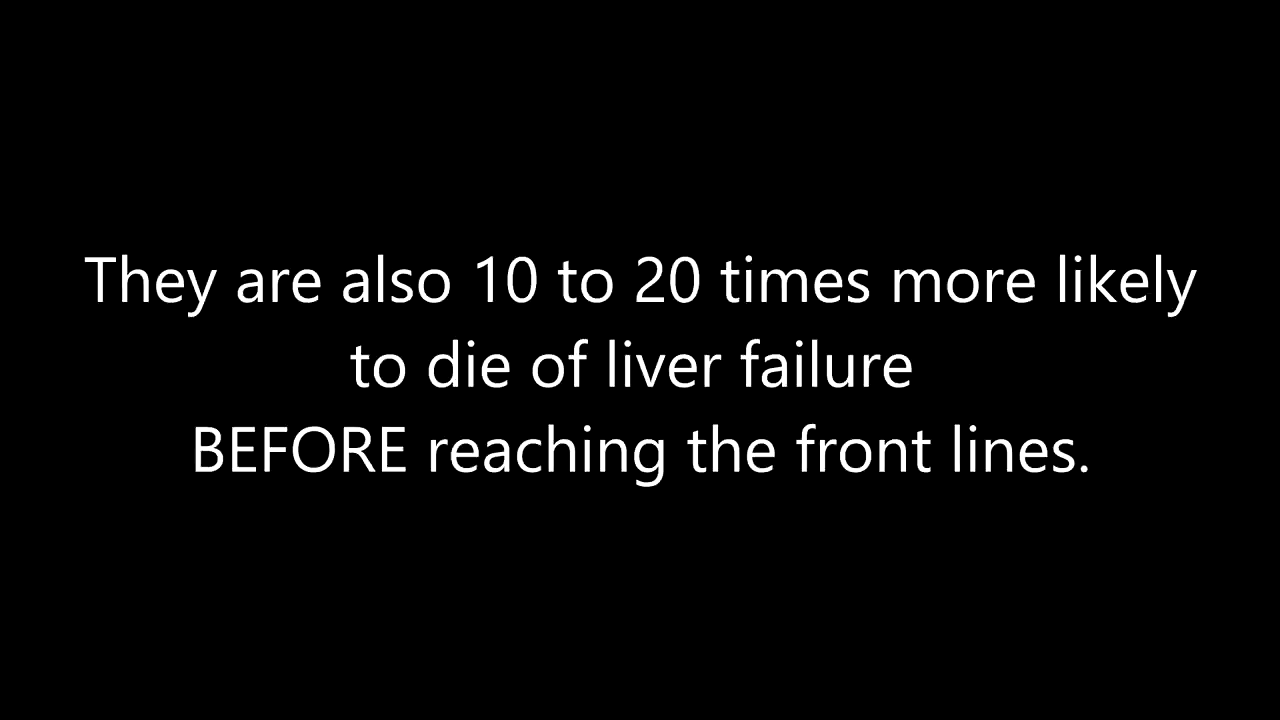 They are also 10 to 20 times more likely
to die of liver failure
BEFORE reaching the front lines.